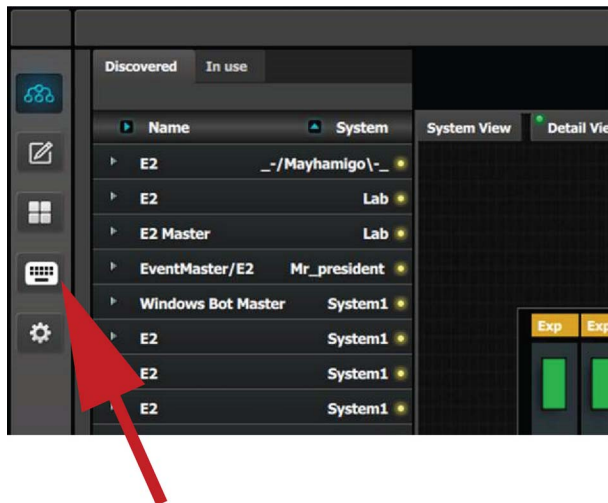 Discovered In use
Name System
System View Detail Vie
E2 _-/Mayhamigo\-_
E2 Lab
E2 Master Lab
EventMaster/E2 Mr_president
Windows Bot Master System1
E2 System1
E2 System1
E2 System1
Exp Exp